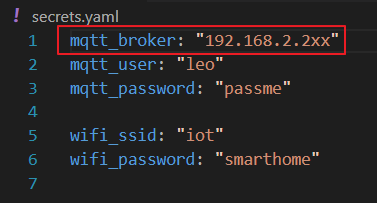 ! secrets.yaml
1 mqtt_broker: "192.168.2.2xx"
2 mqtt_user: "leo"
3 mqtt_password: "passme"
4
5 wifi_ssid: "iot"
6 wifi_password: "smarthome"
7